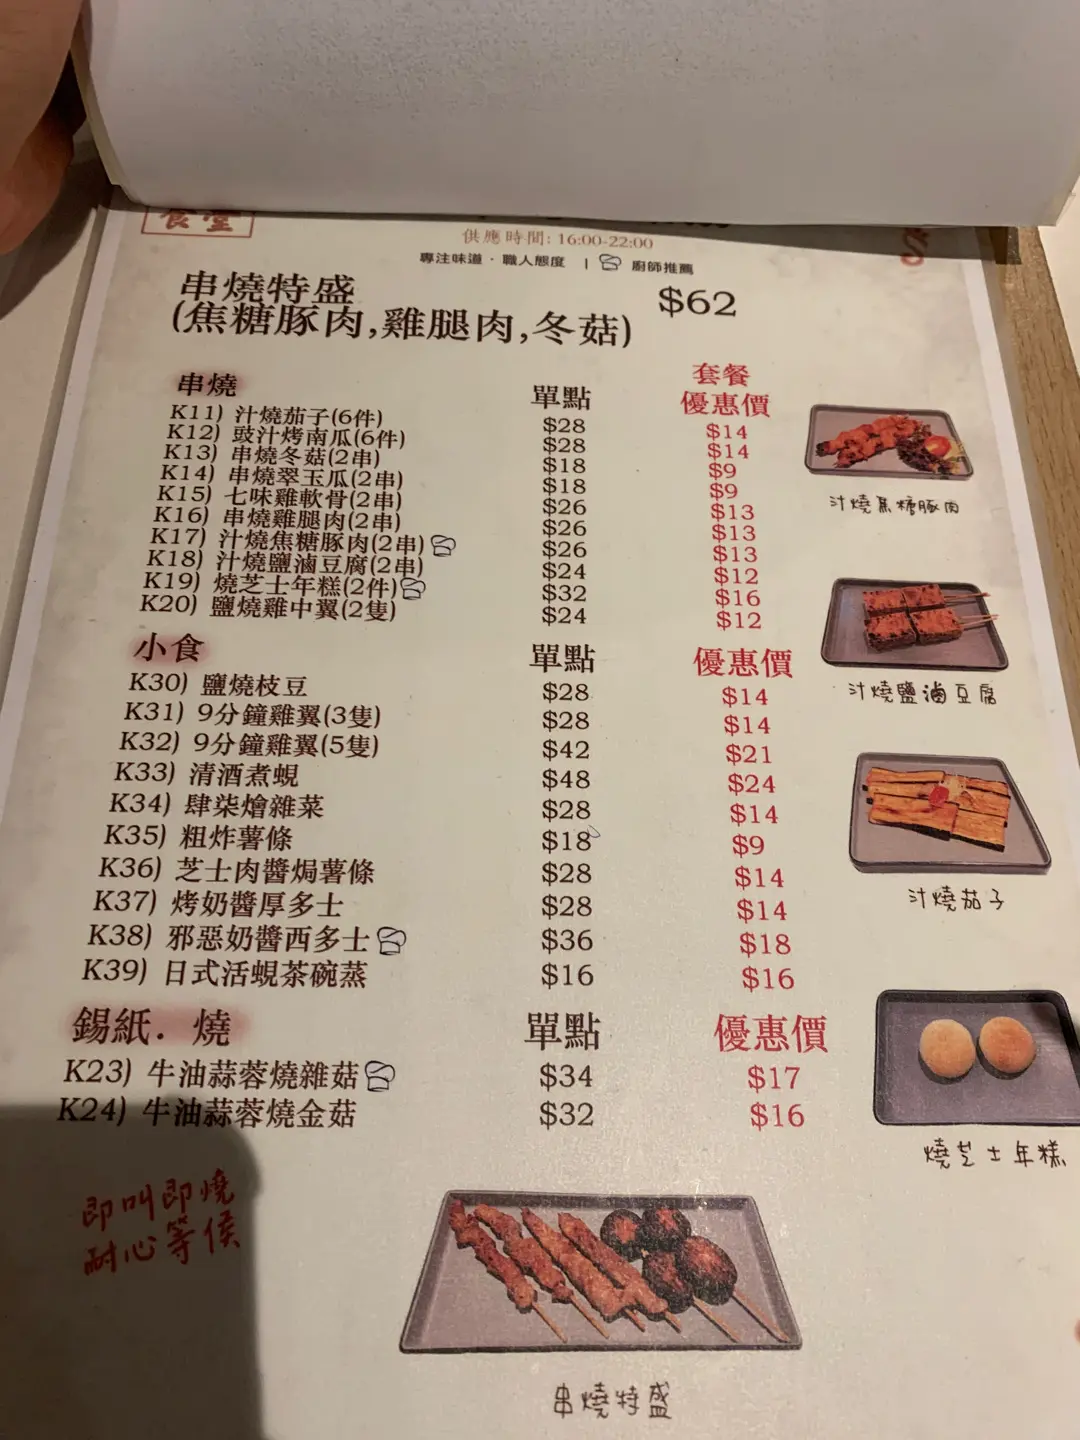 食堂
供應時間: 16:00-22:00
專注味道 · 職人態度 | 廚師推薦
串燒特盛 $62
(焦糖豚肉,雞腿肉,冬菇)
串燒 單點 套餐優惠價
K11) 汁燒茄子(6件) $28 $14
K12) 豉汁烤南瓜(6件) $28 $14
K13) 串燒冬菇(2串) $18 $9
K14) 串燒翠玉瓜(2串) $18 $9
K15) 七味雞軟骨(2串) $26 $13
K16) 串燒雞腿肉(2串) $26 $13
K17) 汁燒焦糖豚肉(2串) $26 $13
K18) 汁燒鹽滷豆腐(2串) $24 $12
K19) 燒芝士年糕(2件) $32 $16
K20) 鹽燒雞中翼(2隻) $24 $12
小食 單點 優惠價
K30) 鹽燒枝豆 $28 $14
K31) 9分鐘雞翼(3隻) $28 $14
K32) 9分鐘雞翼(5隻) $42 $21
K33) 清酒煮蜆 $48 $24
K34) 肆柒燴雜菜 $28 $14
K35) 粗炸薯條 $18 $9
K36) 芝士肉醬焗薯條 $28 $14
K37) 烤奶醬厚多士 $28 $14
K38) 邪惡奶醬西多士 $36 $18
K39) 日式活蜆茶碗蒸 $16 $16
錫紙. 燒 單點 優惠價
K23) 牛油蒜蓉燒雜菇 $34 $17
K24) 牛油蒜蓉燒金菇 $32 $16
汁燒焦糖豚肉
汁燒鹽滷豆腐
汁燒茄子
燒芝士年糕
即叫即燒
耐心等侯
串燒特盛